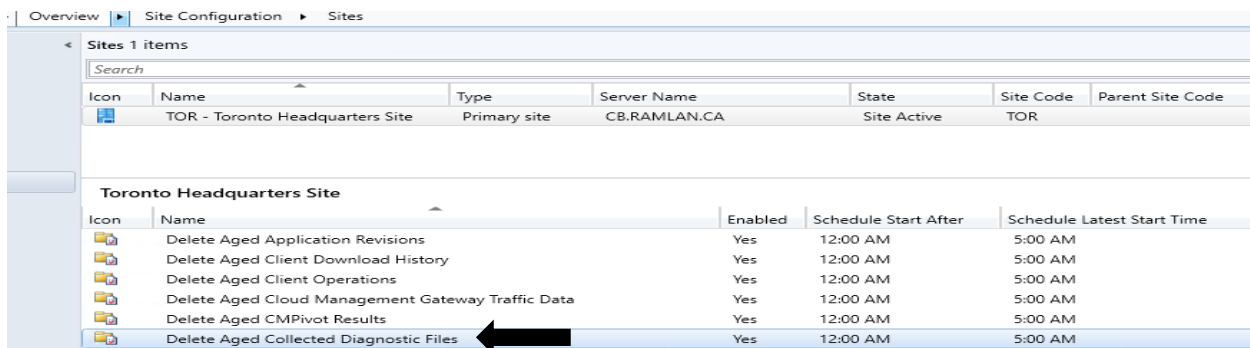 Overview Site Configuration Sites
Sites 1 items
Search
Icon Name Type Server Name State Site Code Parent Site Code
TOR - Toronto Headquarters Site Primary site CB.RAMLAN.CA Site Active TOR
Toronto Headquarters Site
Icon Name Enabled Schedule Start After Schedule Latest Start Time
Delete Aged Application Revisions Yes 12:00 AM 5:00 AM
Delete Aged Client Download History Yes 12:00 AM 5:00 AM
Delete Aged Client Operations Yes 12:00 AM 5:00 AM
Delete Aged Cloud Management Gateway Traffic Data Yes 12:00 AM 5:00 AM
Delete Aged CMPivot Results Yes 12:00 AM 5:00 AM
Delete Aged Collected Diagnostic Files Yes 12:00 AM 5:00 AM